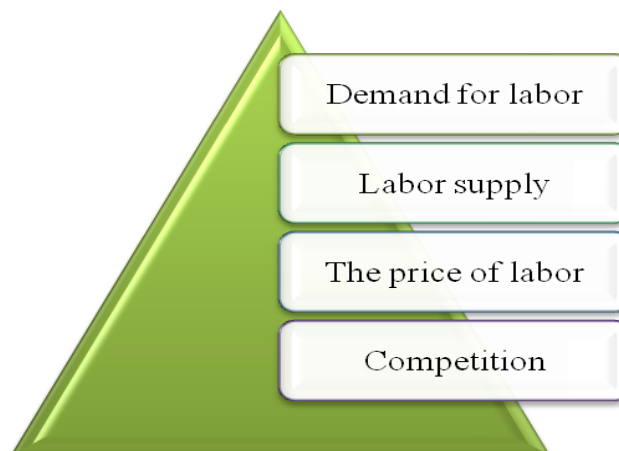 Demand for labor
Labor supply
The price of labor
Competition